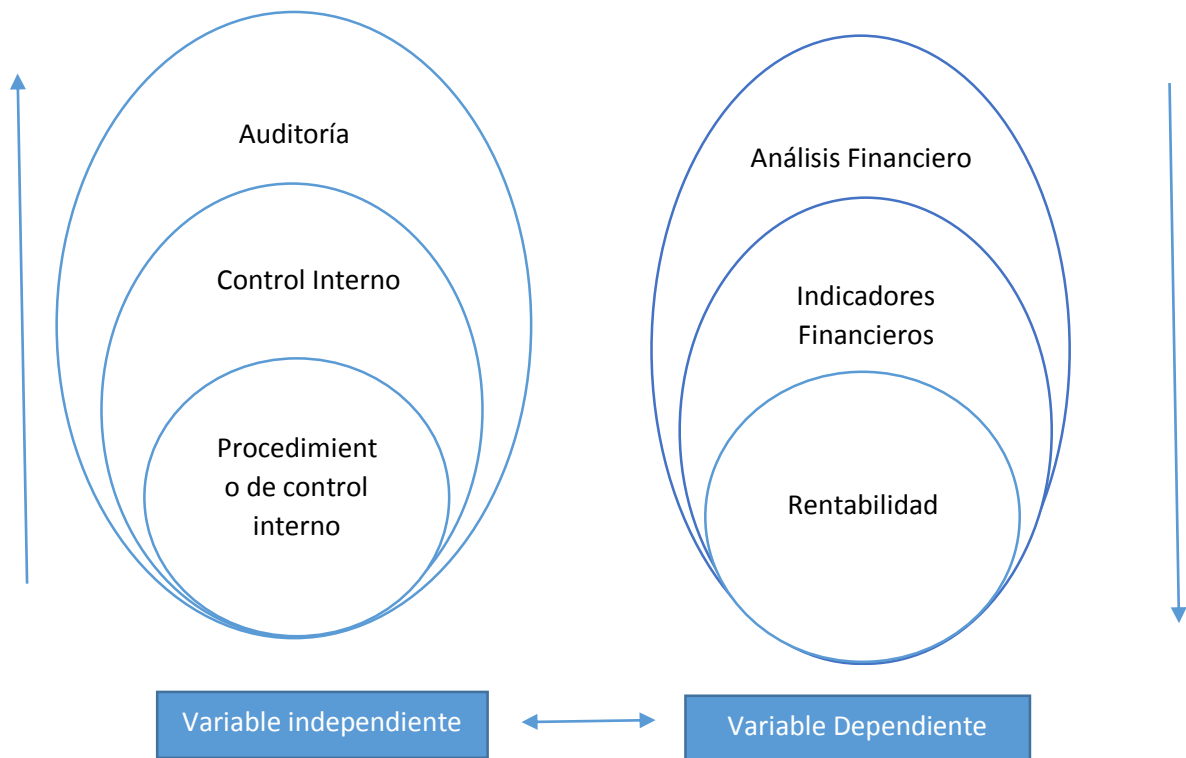 Auditoría
Control Interno
Procedimient
o de control
interno
Análisis Financiero
Indicadores
Financieros
Rentabilidad
Variable independiente
Variable Dependiente